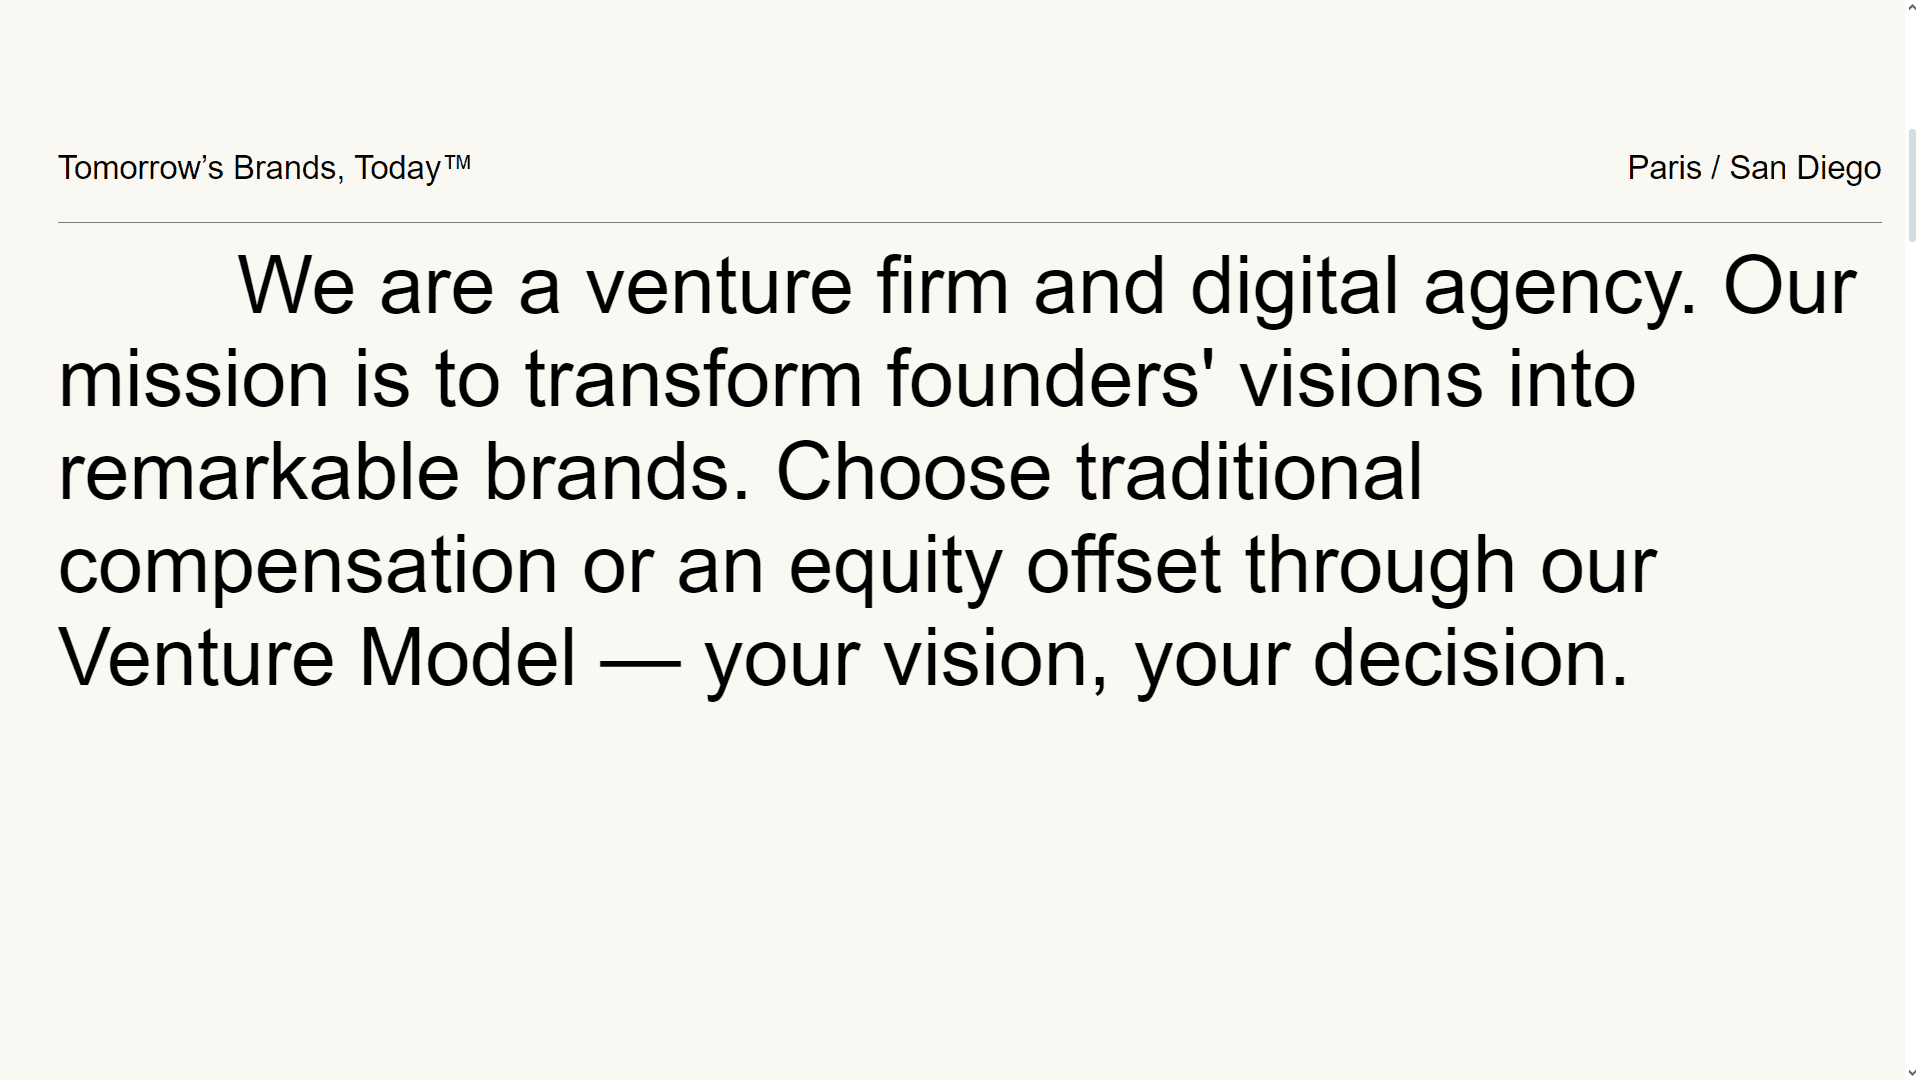 Tomorrow’s Brands, Today™
Paris / San Diego
We are a venture firm and digital agency. Our
mission is to transform founders' visions into
remarkable brands. Choose traditional
compensation or an equity offset through our
Venture Model — your vision, your decision.